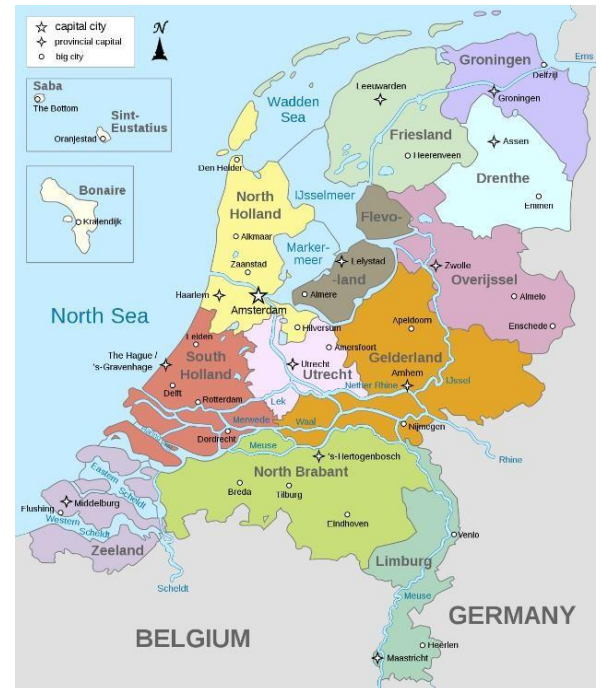 capital city
provincial capital
big city
N
Saba
The Bottom
Sint-
Eustatius
Oranjestad
Bonaire
Kralendijk
Groningen
Delfzijl
Ems
Leeuwarden
Groningen
Wadden
Sea
Friesland
Assen
Heerenveen
Drenthe
Den Helder
North
Holland
IJsselmeer
Emmen
Flevo-
Alkmaar
Marker-
meer
Lelystad
Zwolle
Zaanstad
Overijssel
-land
Haarlem
Almere
Almelo
Amsterdam
North Sea
Hilversum
Apeldoorn
Enschede
Leiden
Amersfoort
The Hague /
's-Gravenhage
South
Holland
Utrecht
Utrecht
Gelderland
Arnhem
Delft
Nether Rhine
IJssel
Rotterdam
Lek
Merwede
Waal
Dordrecht
Nijmegen
Meuse
's-Hertogenbosch
Rhine
Eastern
Scheldt
North Brabant
Breda
Tilburg
Middelburg
Flushing
Western
Scheldt
Eindhoven
Venlo
Zeeland
Limburg
Scheldt
Meuse
BELGIUM
GERMANY
Heerlen
Maastricht